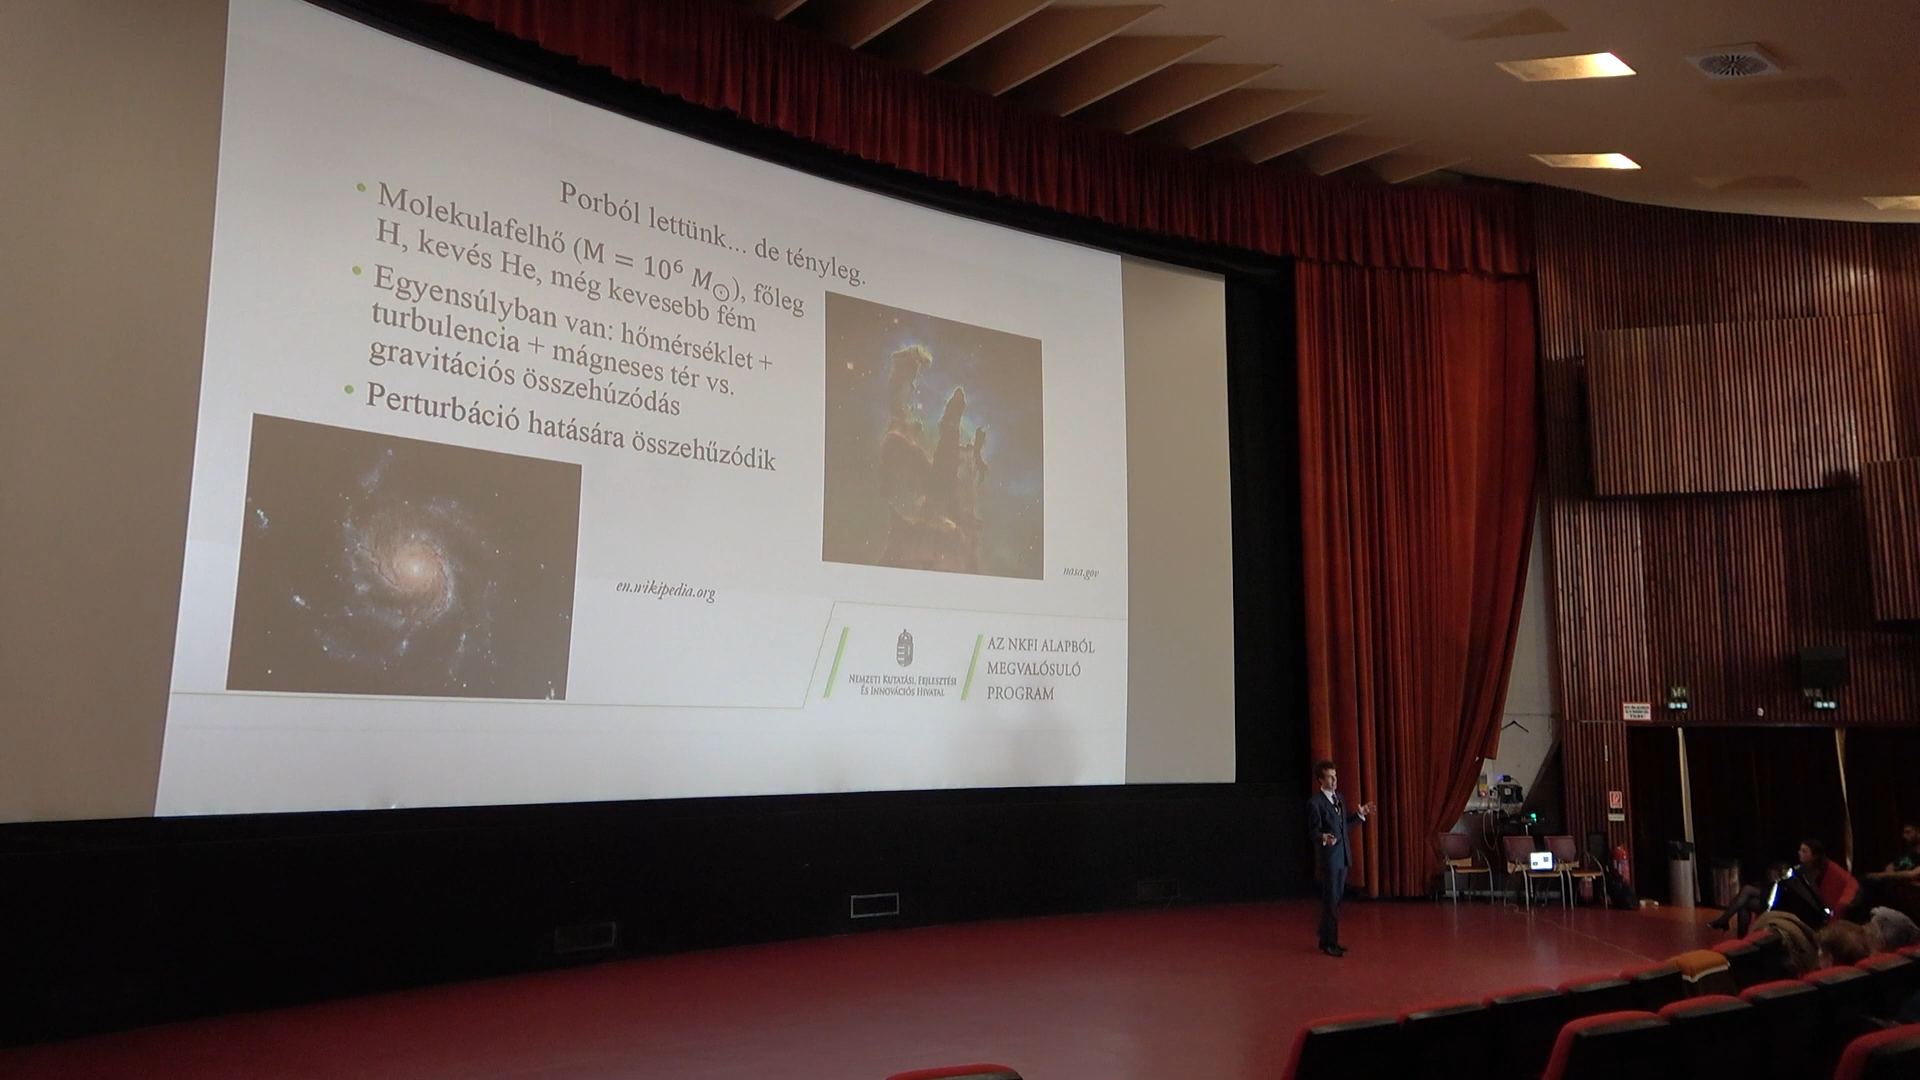 Porból lettünk... de tényleg.
• Molekulafelhő (M = 10⁶ M☉), főleg
H, kevés He, még kevesebb fém
• Egyensúlyban van: hőmérséklet +
turbulencia + mágneses tér vs.
gravitációs összehúzódás
• Perturbáció hatására összehűzódik
en.wikipedia.org
nasa.gov
NEMZETI KUTATÁSI, FEJLESZTÉSI
ÉS INNOVÁCIÓS HIVATAL
AZ NKFI ALAPBÓL
MEGVALÓSULÓ
PROGRAM